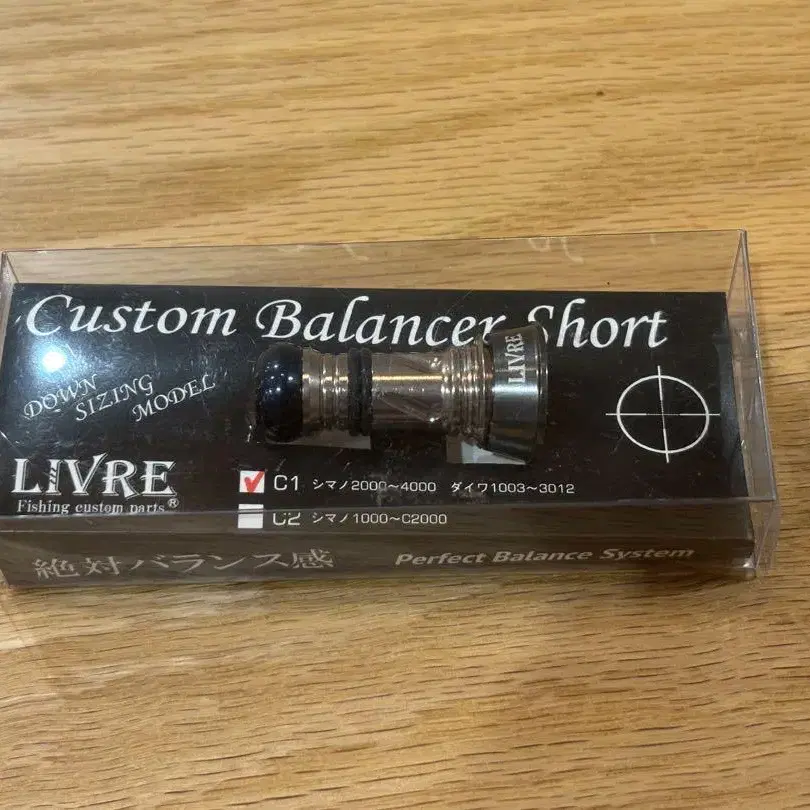 Custom Balancer Short
LIVRE
DOWN
SIZING
MODEL
LIVRE
Fishing custom parts®
C1 シマノ2000~4000 ダイワ1003~3012
C2 シマノ1000~C2000
絶対バランス感
Perfect Balance System